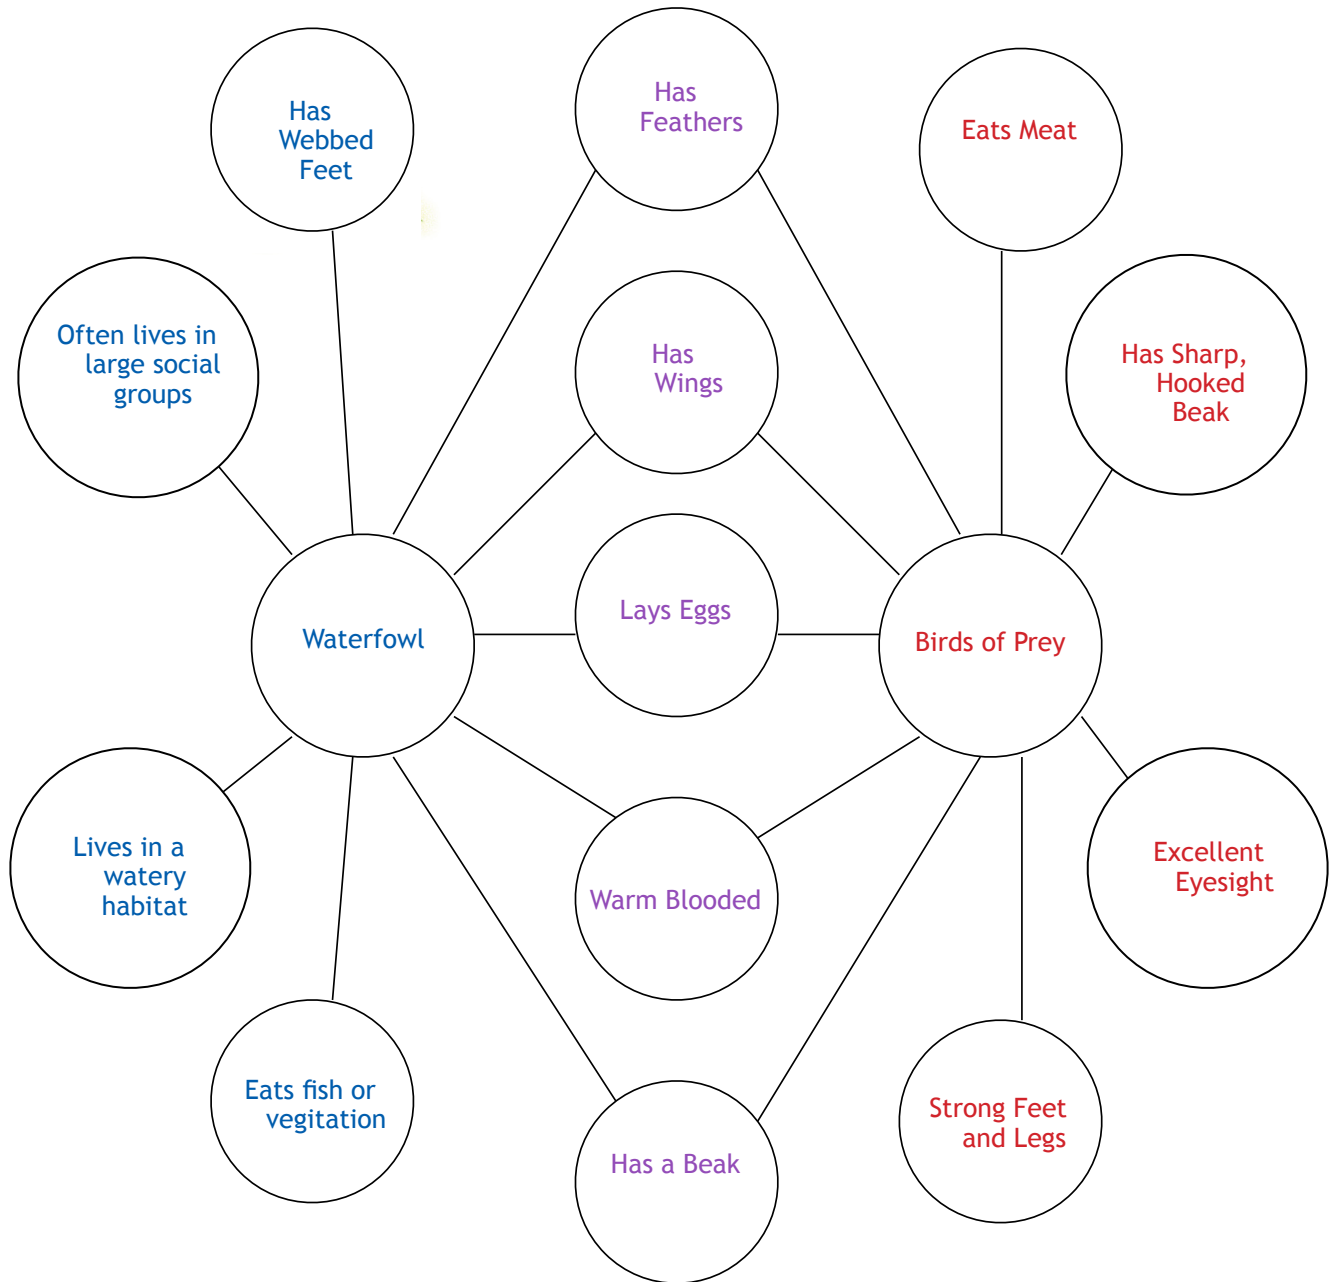 Has
Webbed
Feet
Has
Feathers
Eats Meat
Often lives in
large social
groups
Has
Wings
Has Sharp,
Hooked
Beak
Waterfowl
Lays Eggs
Birds of Prey
Lives in a
watery
habitat
Warm Blooded
Excellent
Eyesight
Eats fish or
vegitation
Has a Beak
Strong Feet
and Legs